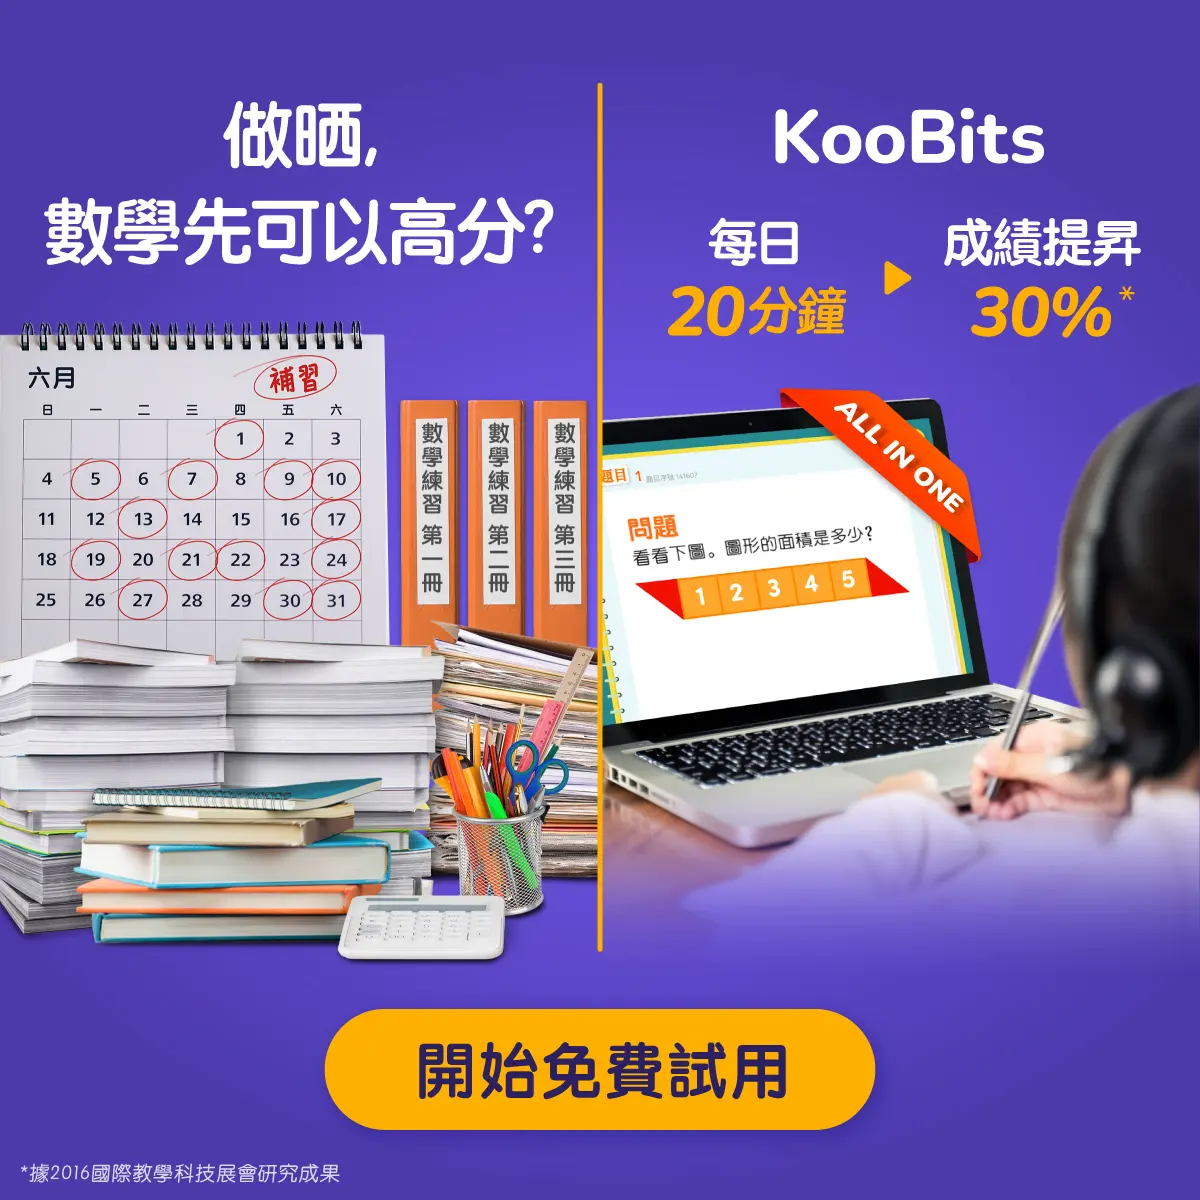 做晒,
數學先可以高分?
六月
補習
日 一 二 三 四 五 六
1 2 3
4 5 6 7 8 9 10
11 12 13 14 15 16 17
18 19 20 21 22 23 24
25 26 27 28 29 30 31
數學練習 第一冊
數學練習 第二冊
數學練習 第三冊
KooBits
每日
20分鐘
成績提昇
30%*
ALL IN ONE
題目 1 題目序號 141607
問題
看看下圖。圖形的面積是多少?
1 2 3 4 5
開始免費試用
*據2016國際教學科技展會研究成果